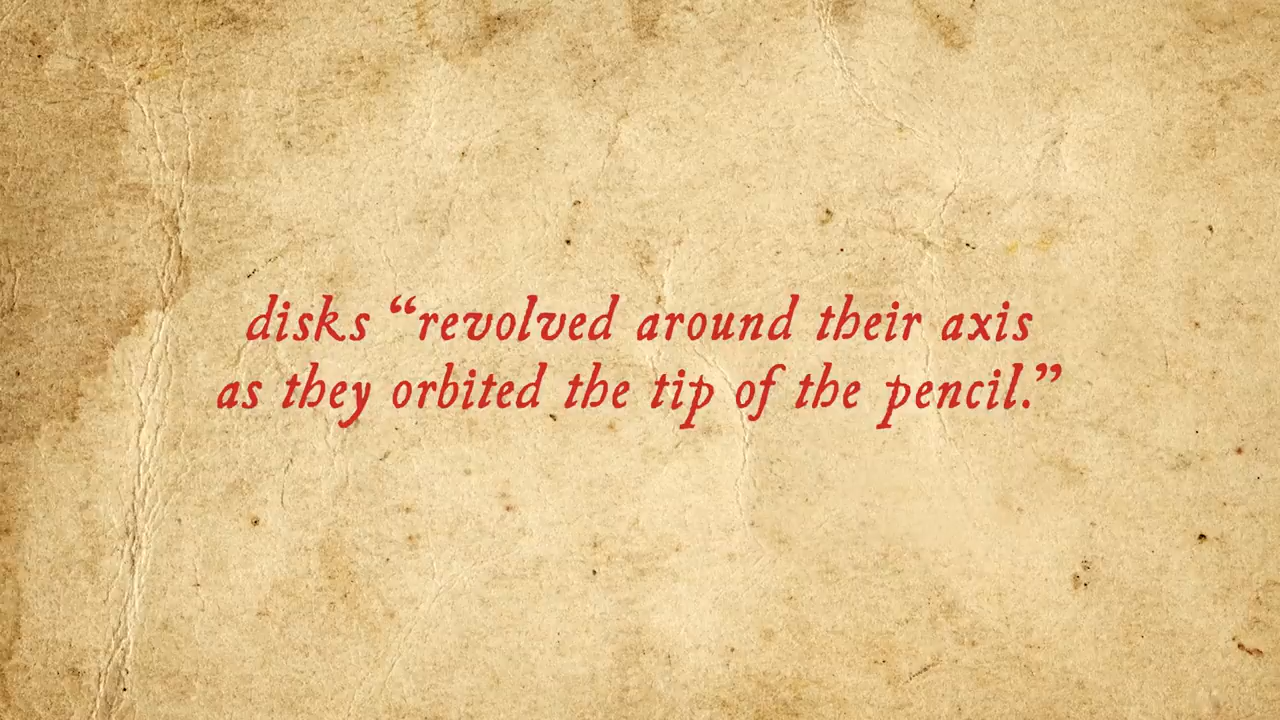 disks “revolved around their axis
as they orbited the tip of the pencil.”